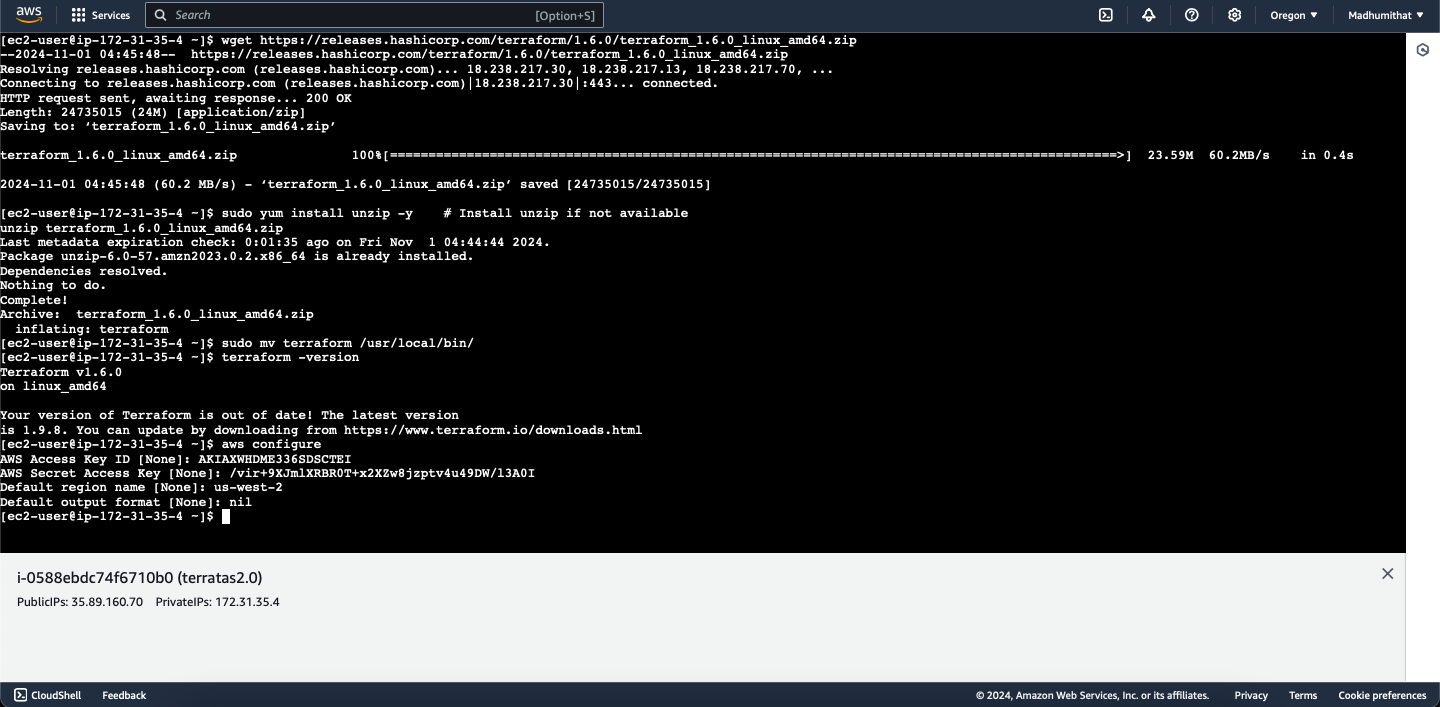 aws
Services
Search [Option+S]
Oregon ▼
Madhumithat ▼
[ec2-user@ip-172-31-35-4 ~]$ wget https://releases.hashicorp.com/terraform/1.6.0/terraform_1.6.0_linux_amd64.zip
--2024-11-01 04:45:48--  https://releases.hashicorp.com/terraform/1.6.0/terraform_1.6.0_linux_amd64.zip
Resolving releases.hashicorp.com (releases.hashicorp.com)... 18.238.217.30, 18.238.217.13, 18.238.217.70, ...
Connecting to releases.hashicorp.com (releases.hashicorp.com)|18.238.217.30|:443... connected.
HTTP request sent, awaiting response... 200 OK
Length: 24735015 (24M) [application/zip]
Saving to: ‘terraform_1.6.0_linux_amd64.zip’
terraform_1.6.0_linux_amd64.zip 100%[===============================================================================================>] 23.59M 60.2MB/s in 0.4s
2024-11-01 04:45:48 (60.2 MB/s) - ‘terraform_1.6.0_linux_amd64.zip’ saved [24735015/24735015]
[ec2-user@ip-172-31-35-4 ~]$ sudo yum install unzip -y    # Install unzip if not available
unzip terraform_1.6.0_linux_amd64.zip
Last metadata expiration check: 0:01:35 ago on Fri Nov  1 04:44:44 2024.
Package unzip-6.0-57.amzn2023.0.2.x86_64 is already installed.
Dependencies resolved.
Nothing to do.
Complete!
Archive:  terraform_1.6.0_linux_amd64.zip
  inflating: terraform
[ec2-user@ip-172-31-35-4 ~]$ sudo mv terraform /usr/local/bin/
[ec2-user@ip-172-31-35-4 ~]$ terraform -version
Terraform v1.6.0
on linux_amd64
Your version of Terraform is out of date! The latest version
is 1.9.8. You can update by downloading from https://www.terraform.io/downloads.html
[ec2-user@ip-172-31-35-4 ~]$ aws configure
AWS Access Key ID [None]: AKIAXWHDME336SDSCTEI
AWS Secret Access Key [None]: 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
Default region name [None]: us-west-2
Default output format [None]: nil
[ec2-user@ip-172-31-35-4 ~]$
i-0588ebdc74f6710b0 (terratas2.0)
PublicIPs: 35.89.160.70 PrivateIPs: 172.31.35.4
CloudShell Feedback © 2024, Amazon Web Services, Inc. or its affiliates. Privacy Terms Cookie preferences